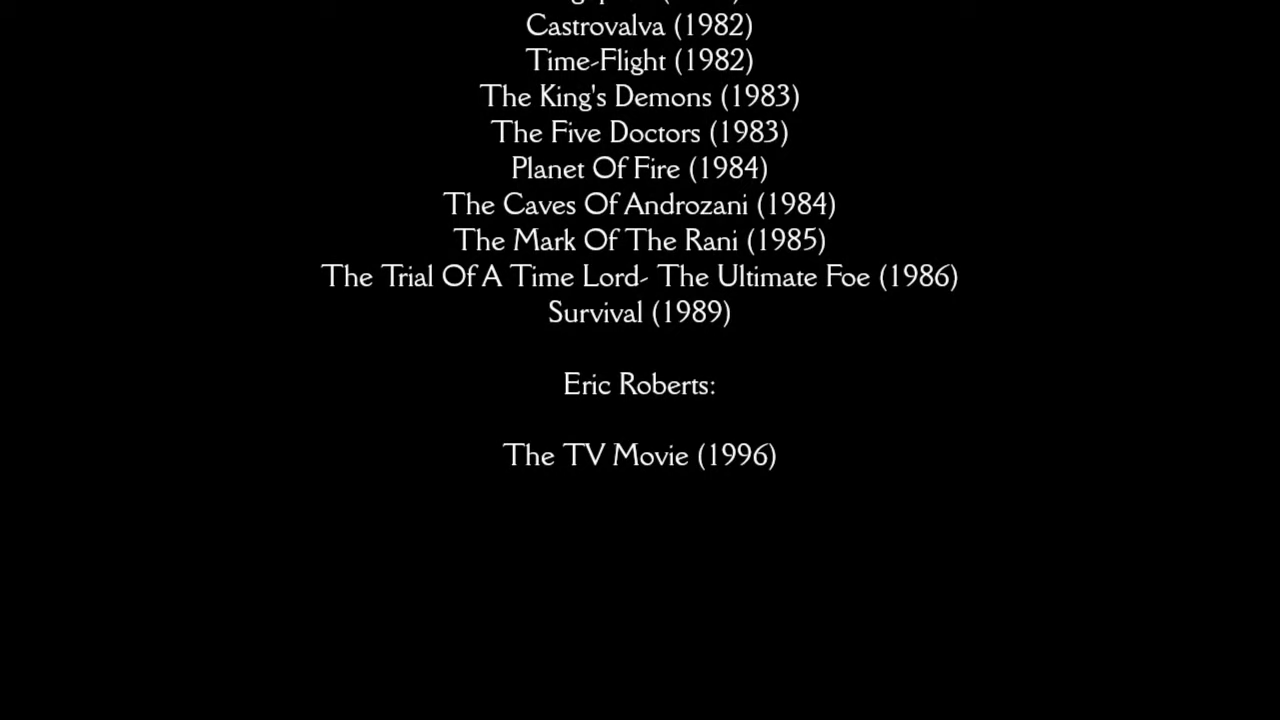 Castrovalva (1982)
Time-Flight (1982)
The King's Demons (1983)
The Five Doctors (1983)
Planet Of Fire (1984)
The Caves Of Androzani (1984)
The Mark Of The Rani (1985)
The Trial Of A Time Lord- The Ultimate Foe (1986)
Survival (1989)
Eric Roberts:
The TV Movie (1996)